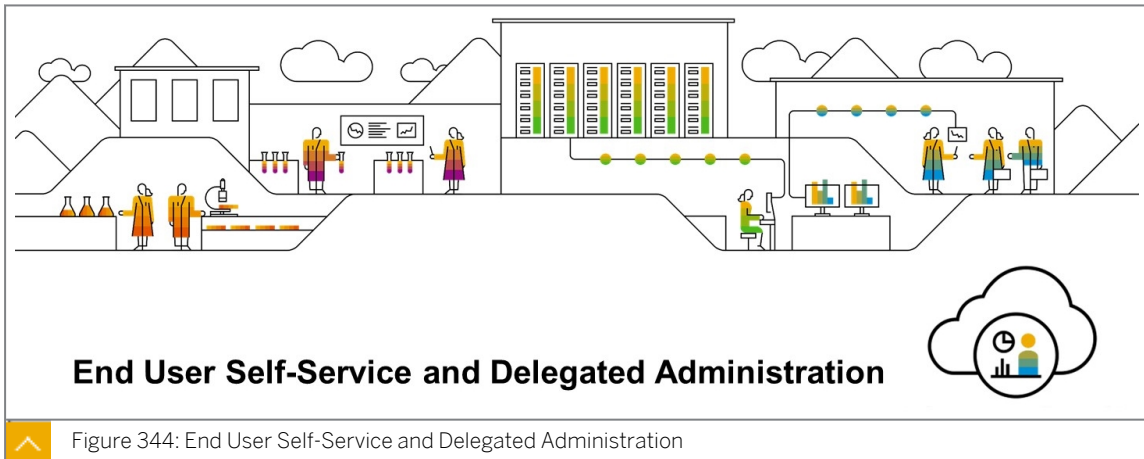 End User Self-Service and Delegated Administration
Figure 344: End User Self-Service and Delegated Administration